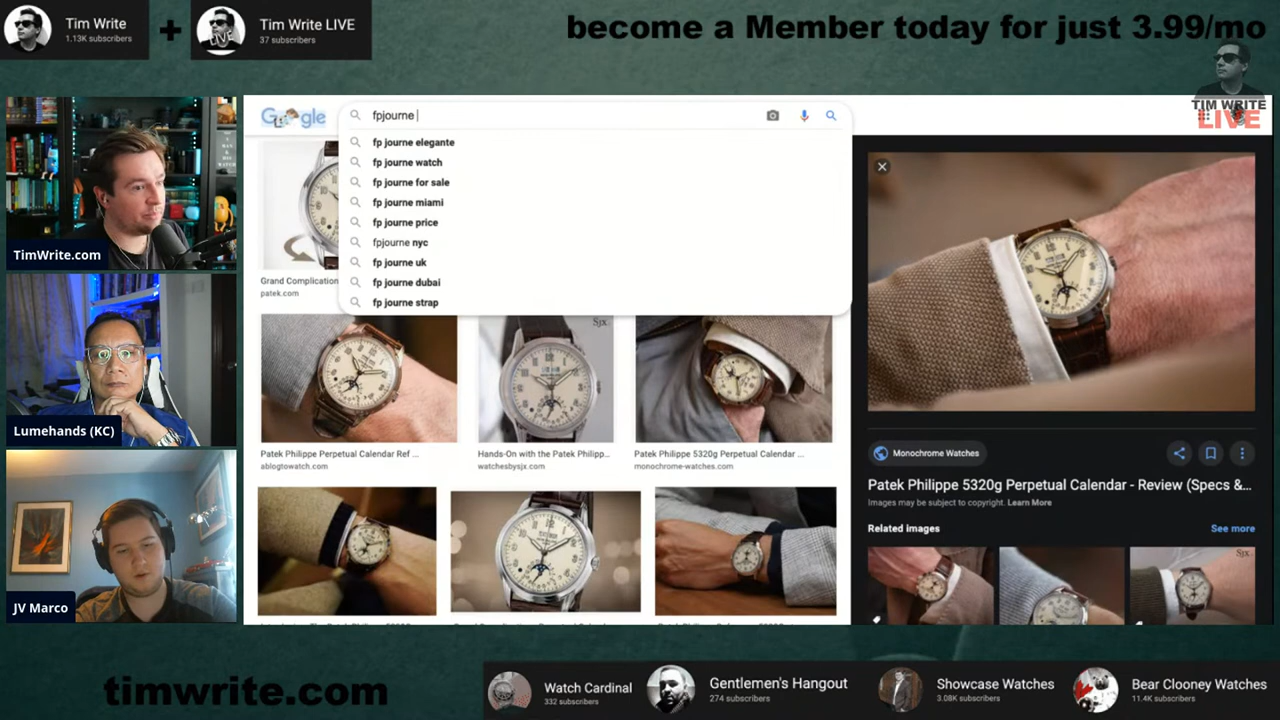 Tim Write
1.13K subscribers
+
Tim Write LIVE
37 subscribers
become a Member today for just 3.99/mo
TIM WRITE
LIVE
TimWrite.com
Lumehands (KC)
JV Marco
Google
fpjourne
fp journe elegante
fp journe watch
fp journe for sale
fp journe miami
fp journe price
fpjourne nyc
fp journe uk
fp journe dubai
fp journe strap
Grand Complication
patek.com
Sjx.
Patek Philippe Perpetual Calendar Ref ...
ablogtowatch.com
Hands-On with the Patek Philipp...
watchesbysjx.com
Patek Philippe 5320g Perpetual Calendar ...
monochrome-watches.com
Monochrome Watches
Patek Philippe 5320g Perpetual Calendar - Review (Specs &...
Images may be subject to copyright. Learn More
Related images
See more
Sjx
timwrite.com
Watch Cardinal
332 subscribers
Gentlemen's Hangout
274 subscribers
Showcase Watches
3.08K subscribers
Bear Clooney Watches
11.4K subscribers